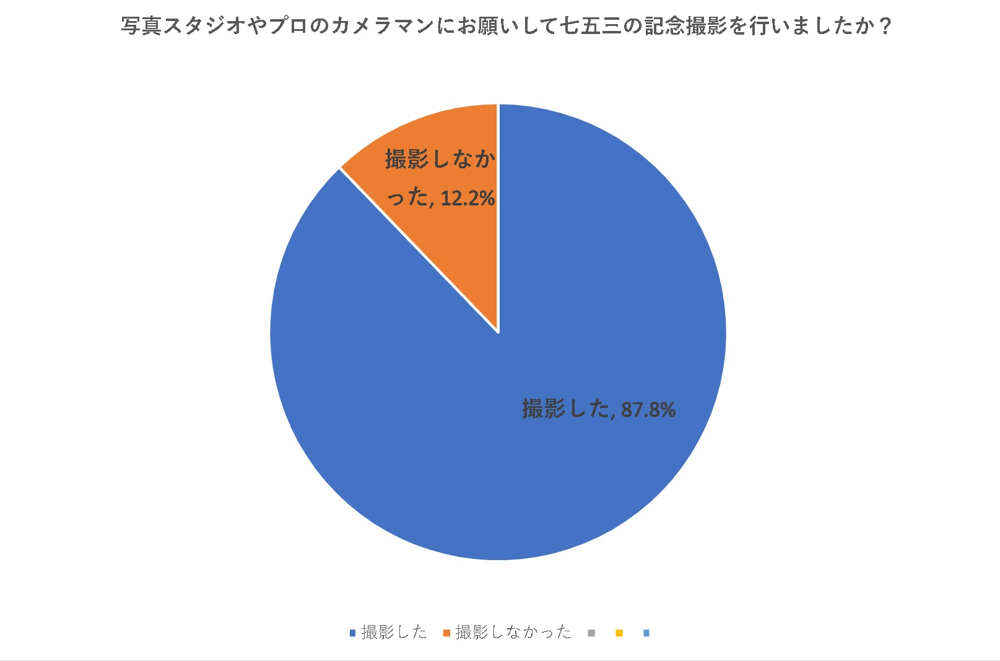 写真スタジオやプロのカメラマンにお願いして七五三の記念撮影を行いましたか？
撮影しなか
った, 12.2%
撮影した, 87.8%
撮影した 撮影しなかった